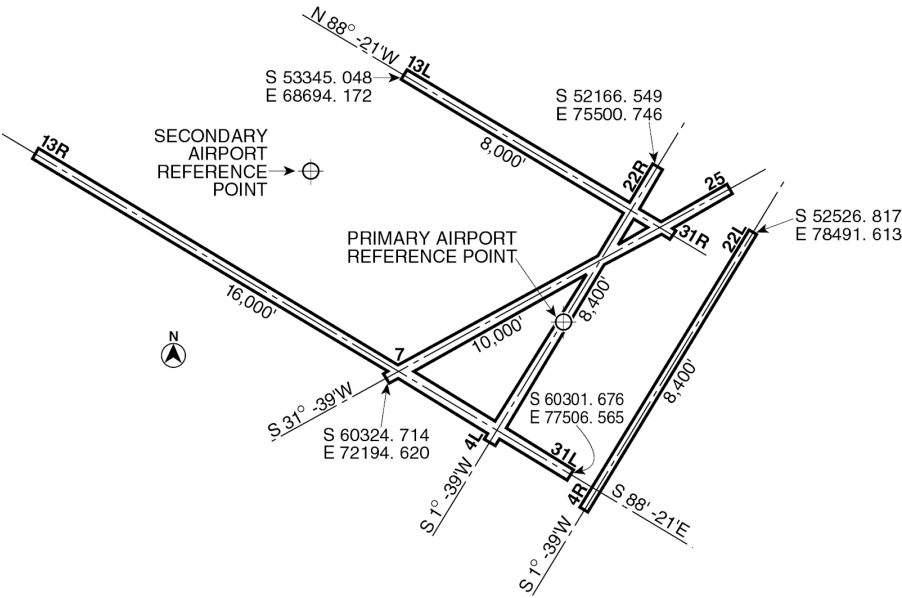 N 88° -21'W
13L
S 53345. 048
E 68694. 172
S 52166. 549
E 75500. 746
13R
SECONDARY
AIRPORT
REFERENCE
POINT
8,000'
22R
25
S 52526. 817
E 78491. 613
22L
31R
PRIMARY AIRPORT
REFERENCE POINT
16,000'
8,400'
10,000'
N
7
8,400'
S 31° -39'W
S 60301. 676
E 77506. 565
S 60324. 714
E 72194. 620
4L
31L
4R
S 88' -21'E
S 1° -39'W
S 1° -39'W